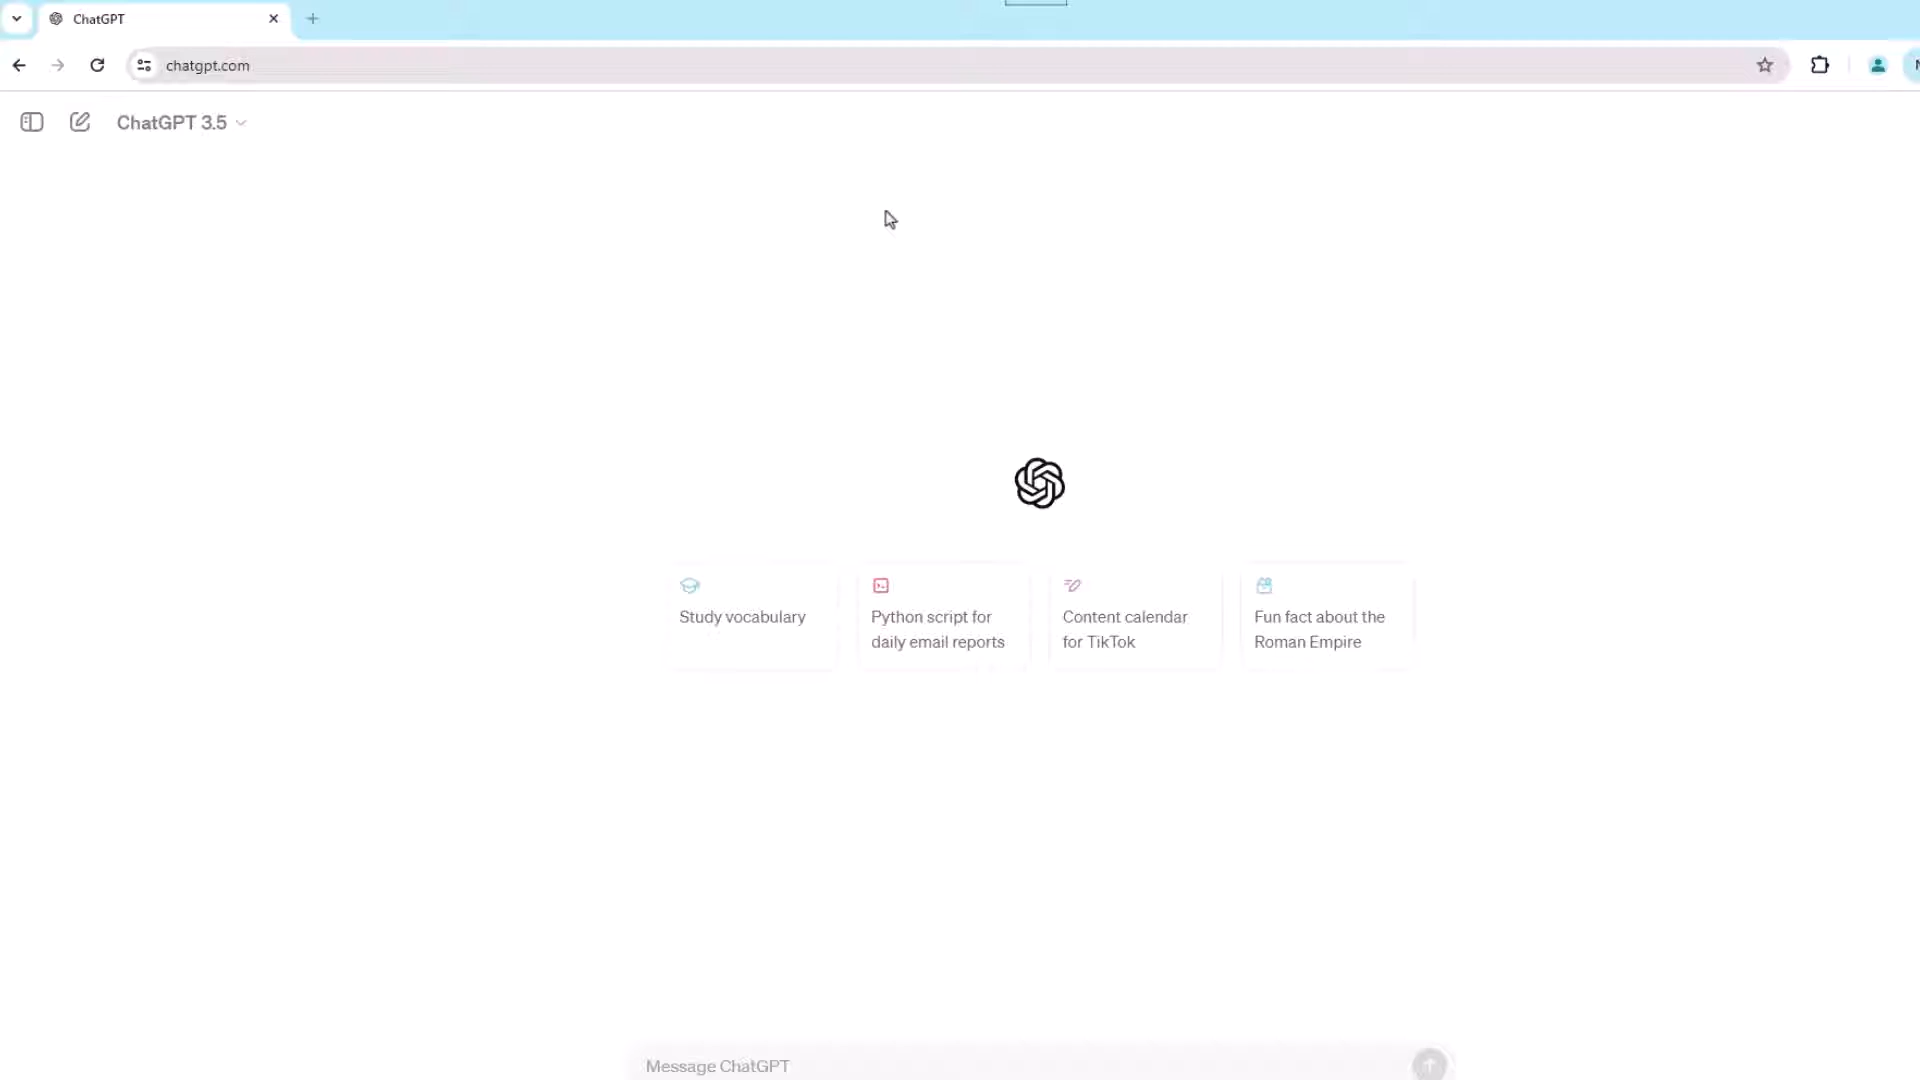 ChatGPT
chatgpt.com
ChatGPT 3.5
Study vocabulary
Python script for
daily email reports
Content calendar
for TikTok
Fun fact about the
Roman Empire
Message ChatGPT